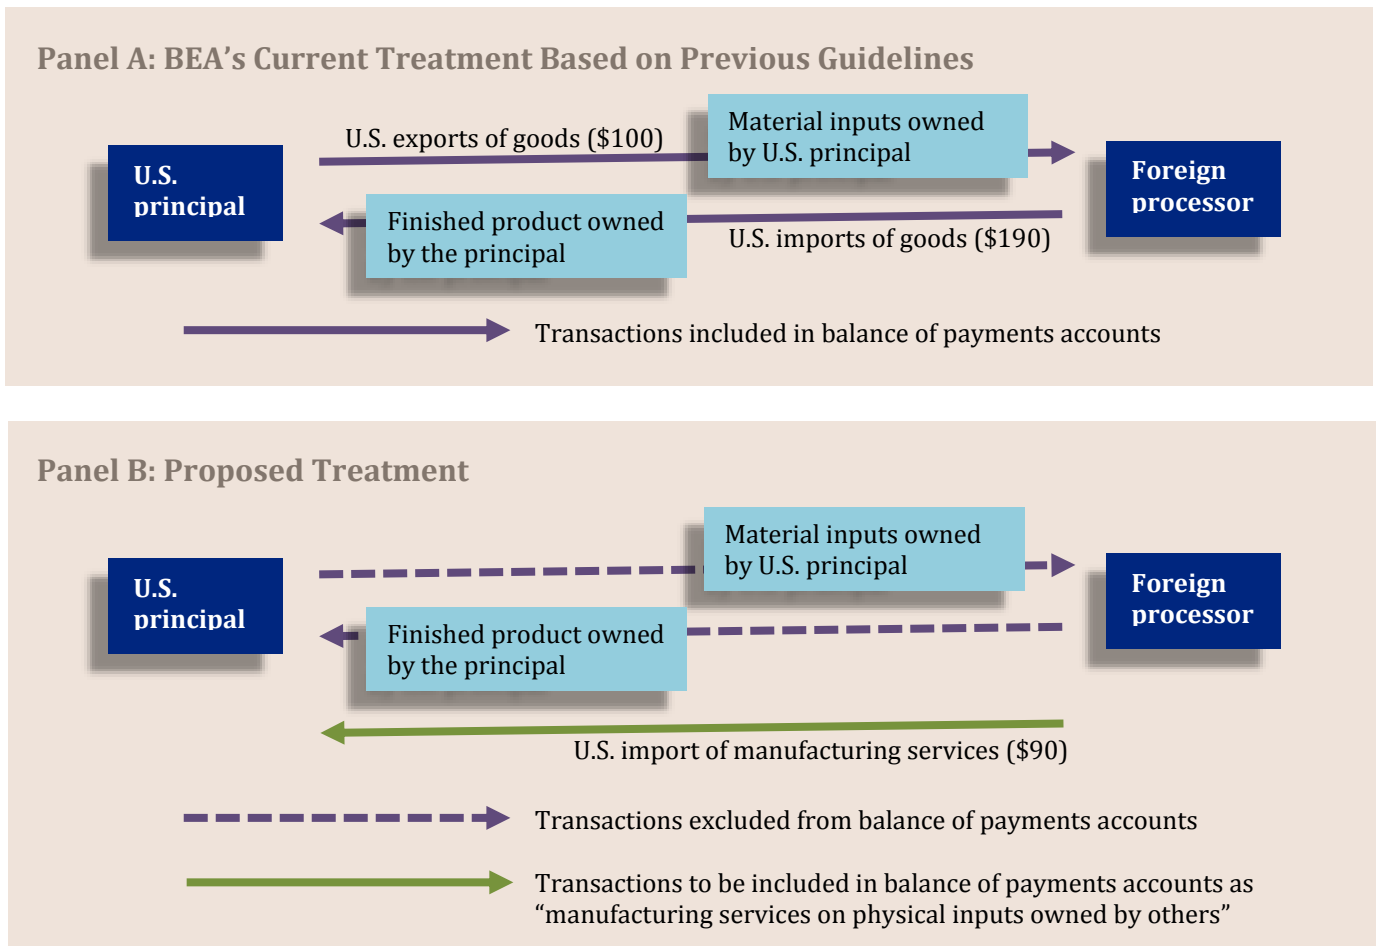 Panel A: BEA’s Current Treatment Based on Previous Guidelines
U.S. exports of goods ($100)
Material inputs owned
by U.S. principal
U.S.
principal
Foreign
processor
Finished product owned
by the principal
U.S. imports of goods ($190)
Transactions included in balance of payments accounts
Panel B: Proposed Treatment
Material inputs owned
by U.S. principal
U.S.
principal
Foreign
processor
Finished product owned
by the principal
U.S. import of manufacturing services ($90)
Transactions excluded from balance of payments accounts
Transactions to be included in balance of payments accounts as
“manufacturing services on physical inputs owned by others”